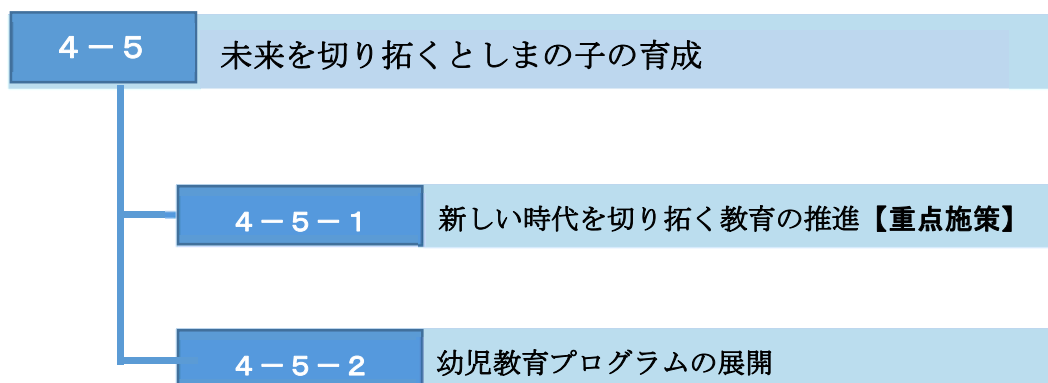 4－5 未来を切り拓くとしまの子の育成
4－5－1 新しい時代を切り拓く教育の推進【重点施策】
4－5－2 幼児教育プログラムの展開